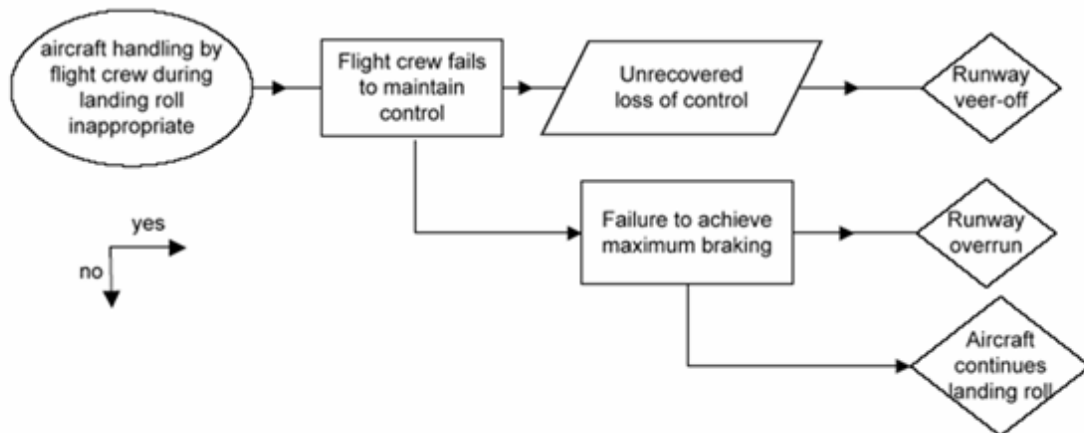 aircraft handling by
flight crew during
landing roll
inappropriate
Flight crew fails
to maintain
control
Unrecovered
loss of control
Runway
veer-off
yes
no
Failure to achieve
maximum braking
Runway
overrun
Aircraft
continues
landing roll